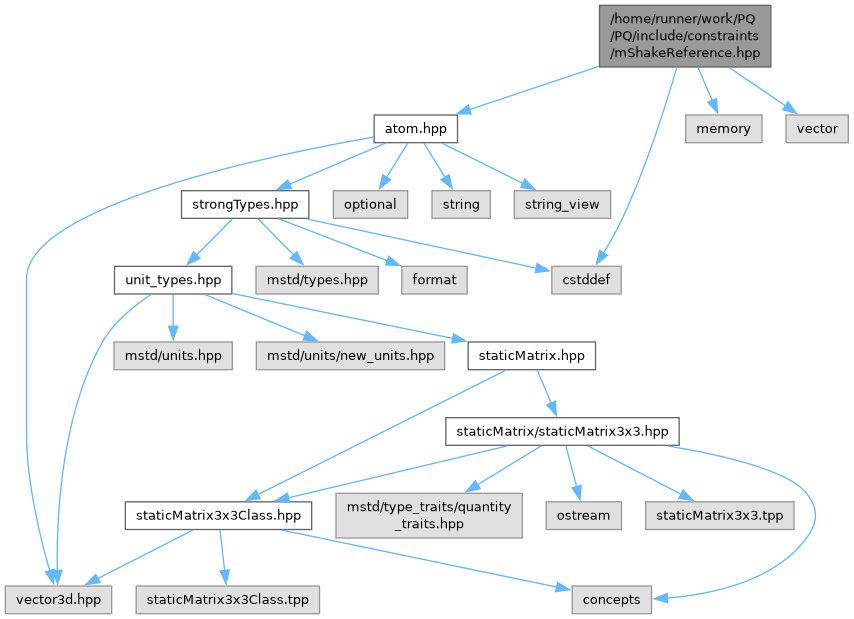 /home/runner/work/PQ
/PQ/include/constraints
/mShakeReference.hpp
atom.hpp
memory
vector
strongTypes.hpp
optional
string
string_view
unit_types.hpp
mstd/types.hpp
format
cstddef
mstd/units.hpp
mstd/units/new_units.hpp
staticMatrix.hpp
staticMatrix/staticMatrix3x3.hpp
staticMatrix3x3Class.hpp
mstd/type_traits/quantity
_traits.hpp
ostream
staticMatrix3x3.tpp
vector3d.hpp
staticMatrix3x3Class.tpp
concepts